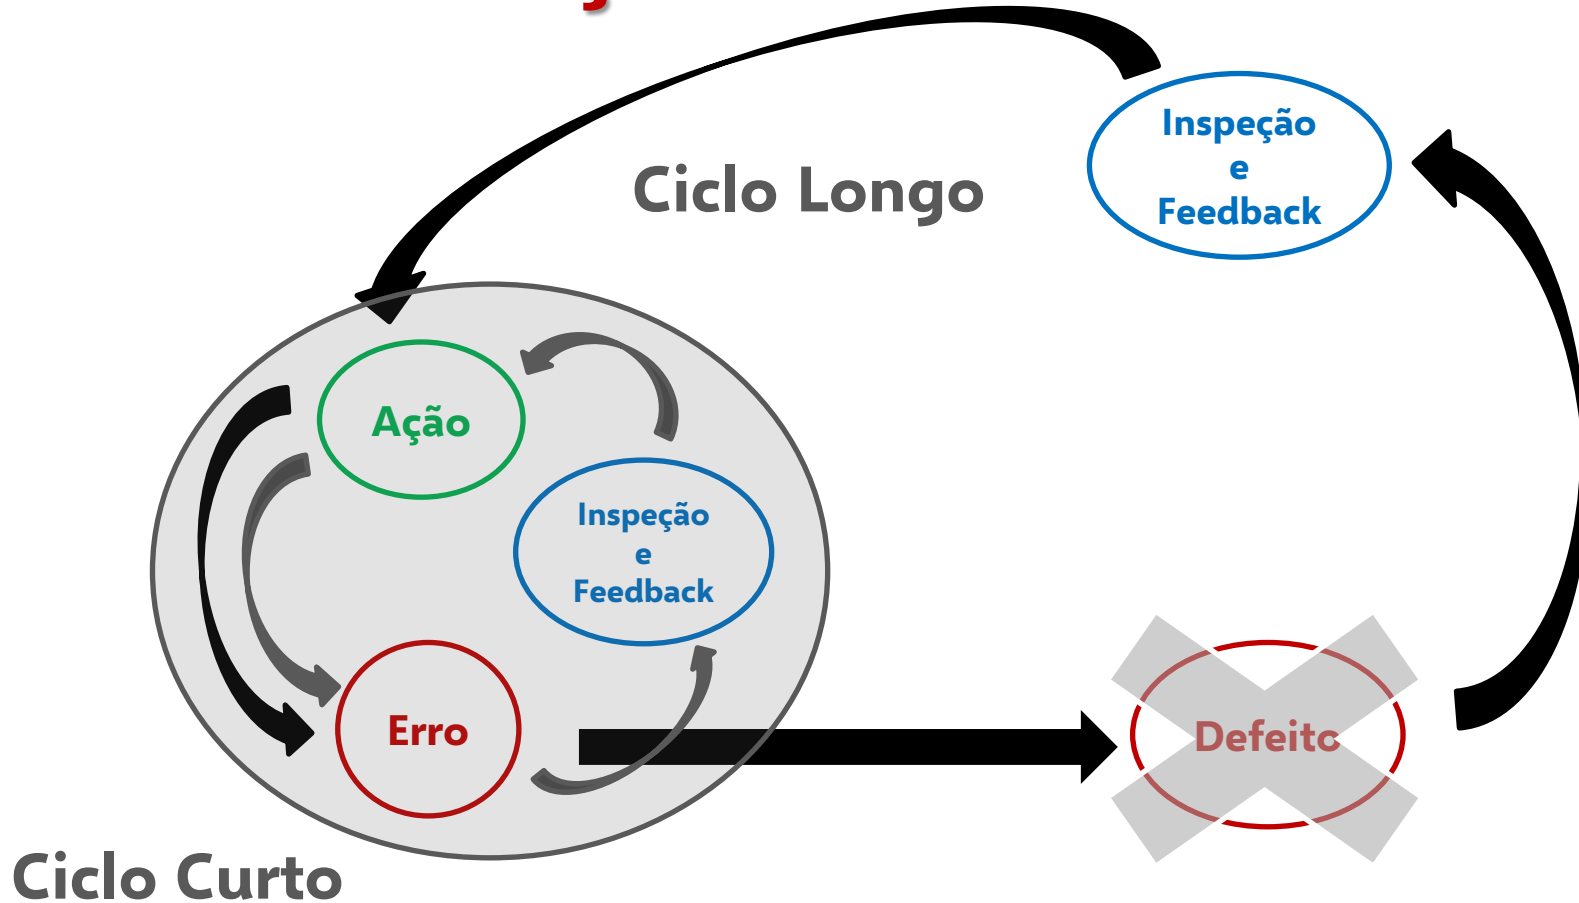 Inspeção
e
Feedback
Ciclo Longo
Ação
Inspeção
e
Feedback
Erro
Defeito
Ciclo Curto